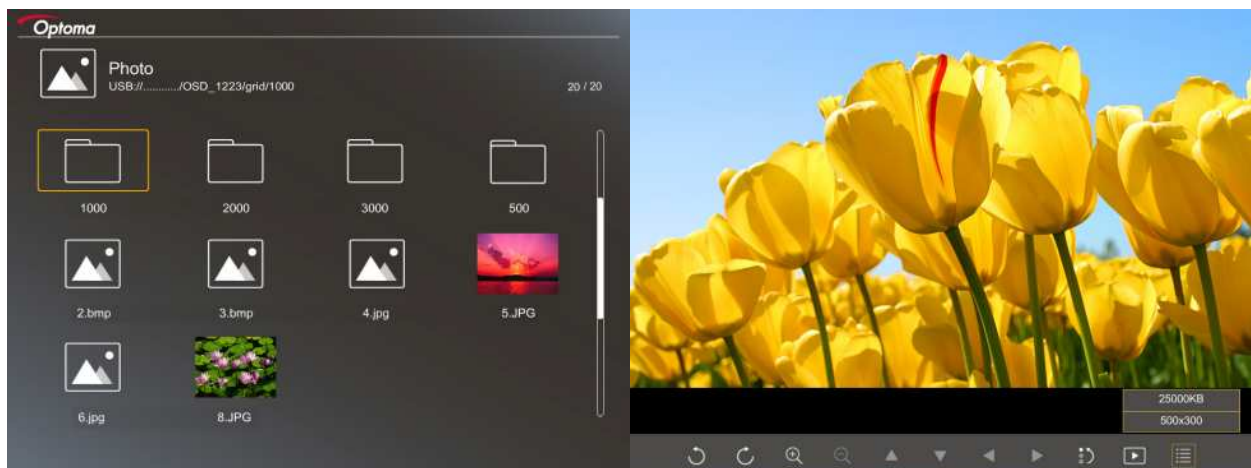 Optoma
Photo
USB://.........../OSD_1223/grid/1000
20 / 20
1000
2000
3000
500
2.bmp
3.bmp
4.jpg
5.JPG
6.jpg
8.JPG
25000KB
500x300